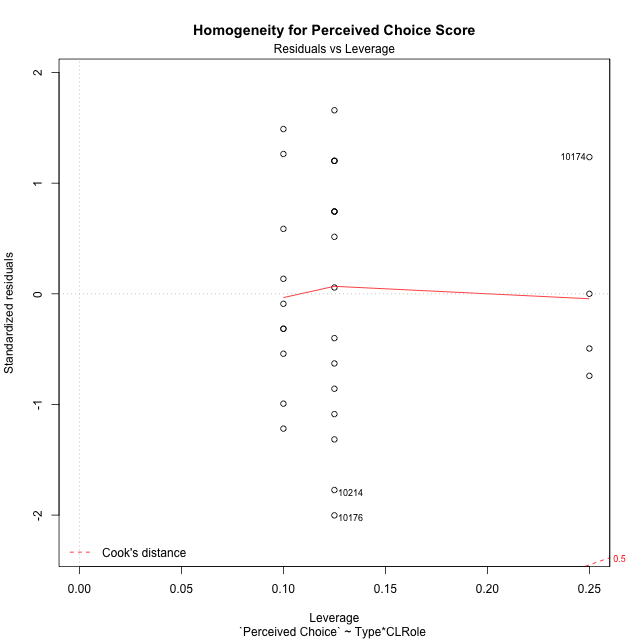 Homogeneity for Perceived Choice Score
Residuals vs Leverage
2
1
0
-1
-2
Standardized residuals
10174
10214
10176
Cook's distance
0.5
0.00
0.05
0.10
0.15
0.20
0.25
Leverage
`Perceived Choice` ~ Type*CLRole